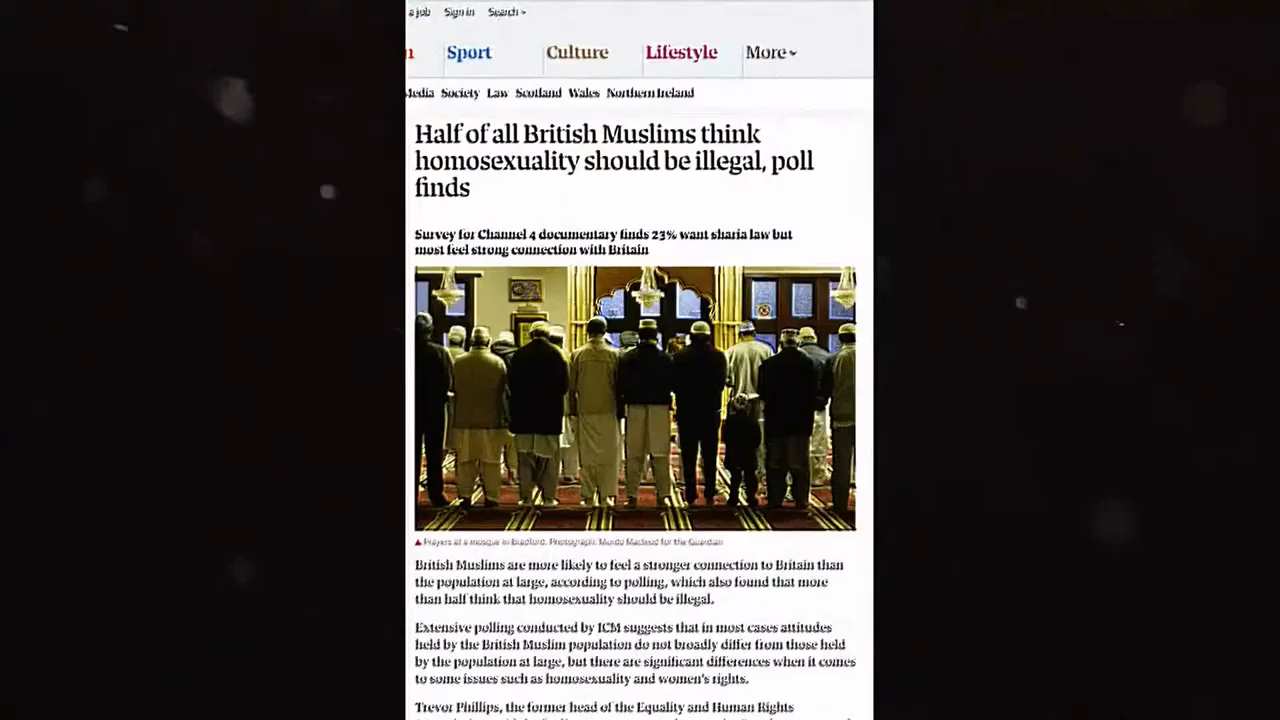 a job Sign in Search
Sport Culture Lifestyle More
Media Society Law Scotland Wales Northern Ireland
Half of all British Muslims think
homosexuality should be illegal, poll
finds
Survey for Channel 4 documentary finds 23% want sharia law but
most feel strong connection with Britain
Prayers at a mosque in Bradford. Photograph: Murdo Macleod for the Guardian
British Muslims are more likely to feel a stronger connection to Britain than
the population at large, according to polling, which also found that more
than half think that homosexuality should be illegal.
Extensive polling conducted by ICM suggests that in most cases attitudes
held by the British Muslim population do not broadly differ from those held
by the population at large, but there are significant differences when it comes
to some issues such as homosexuality and women's rights.
Trevor Phillips, the former head of the Equality and Human Rights